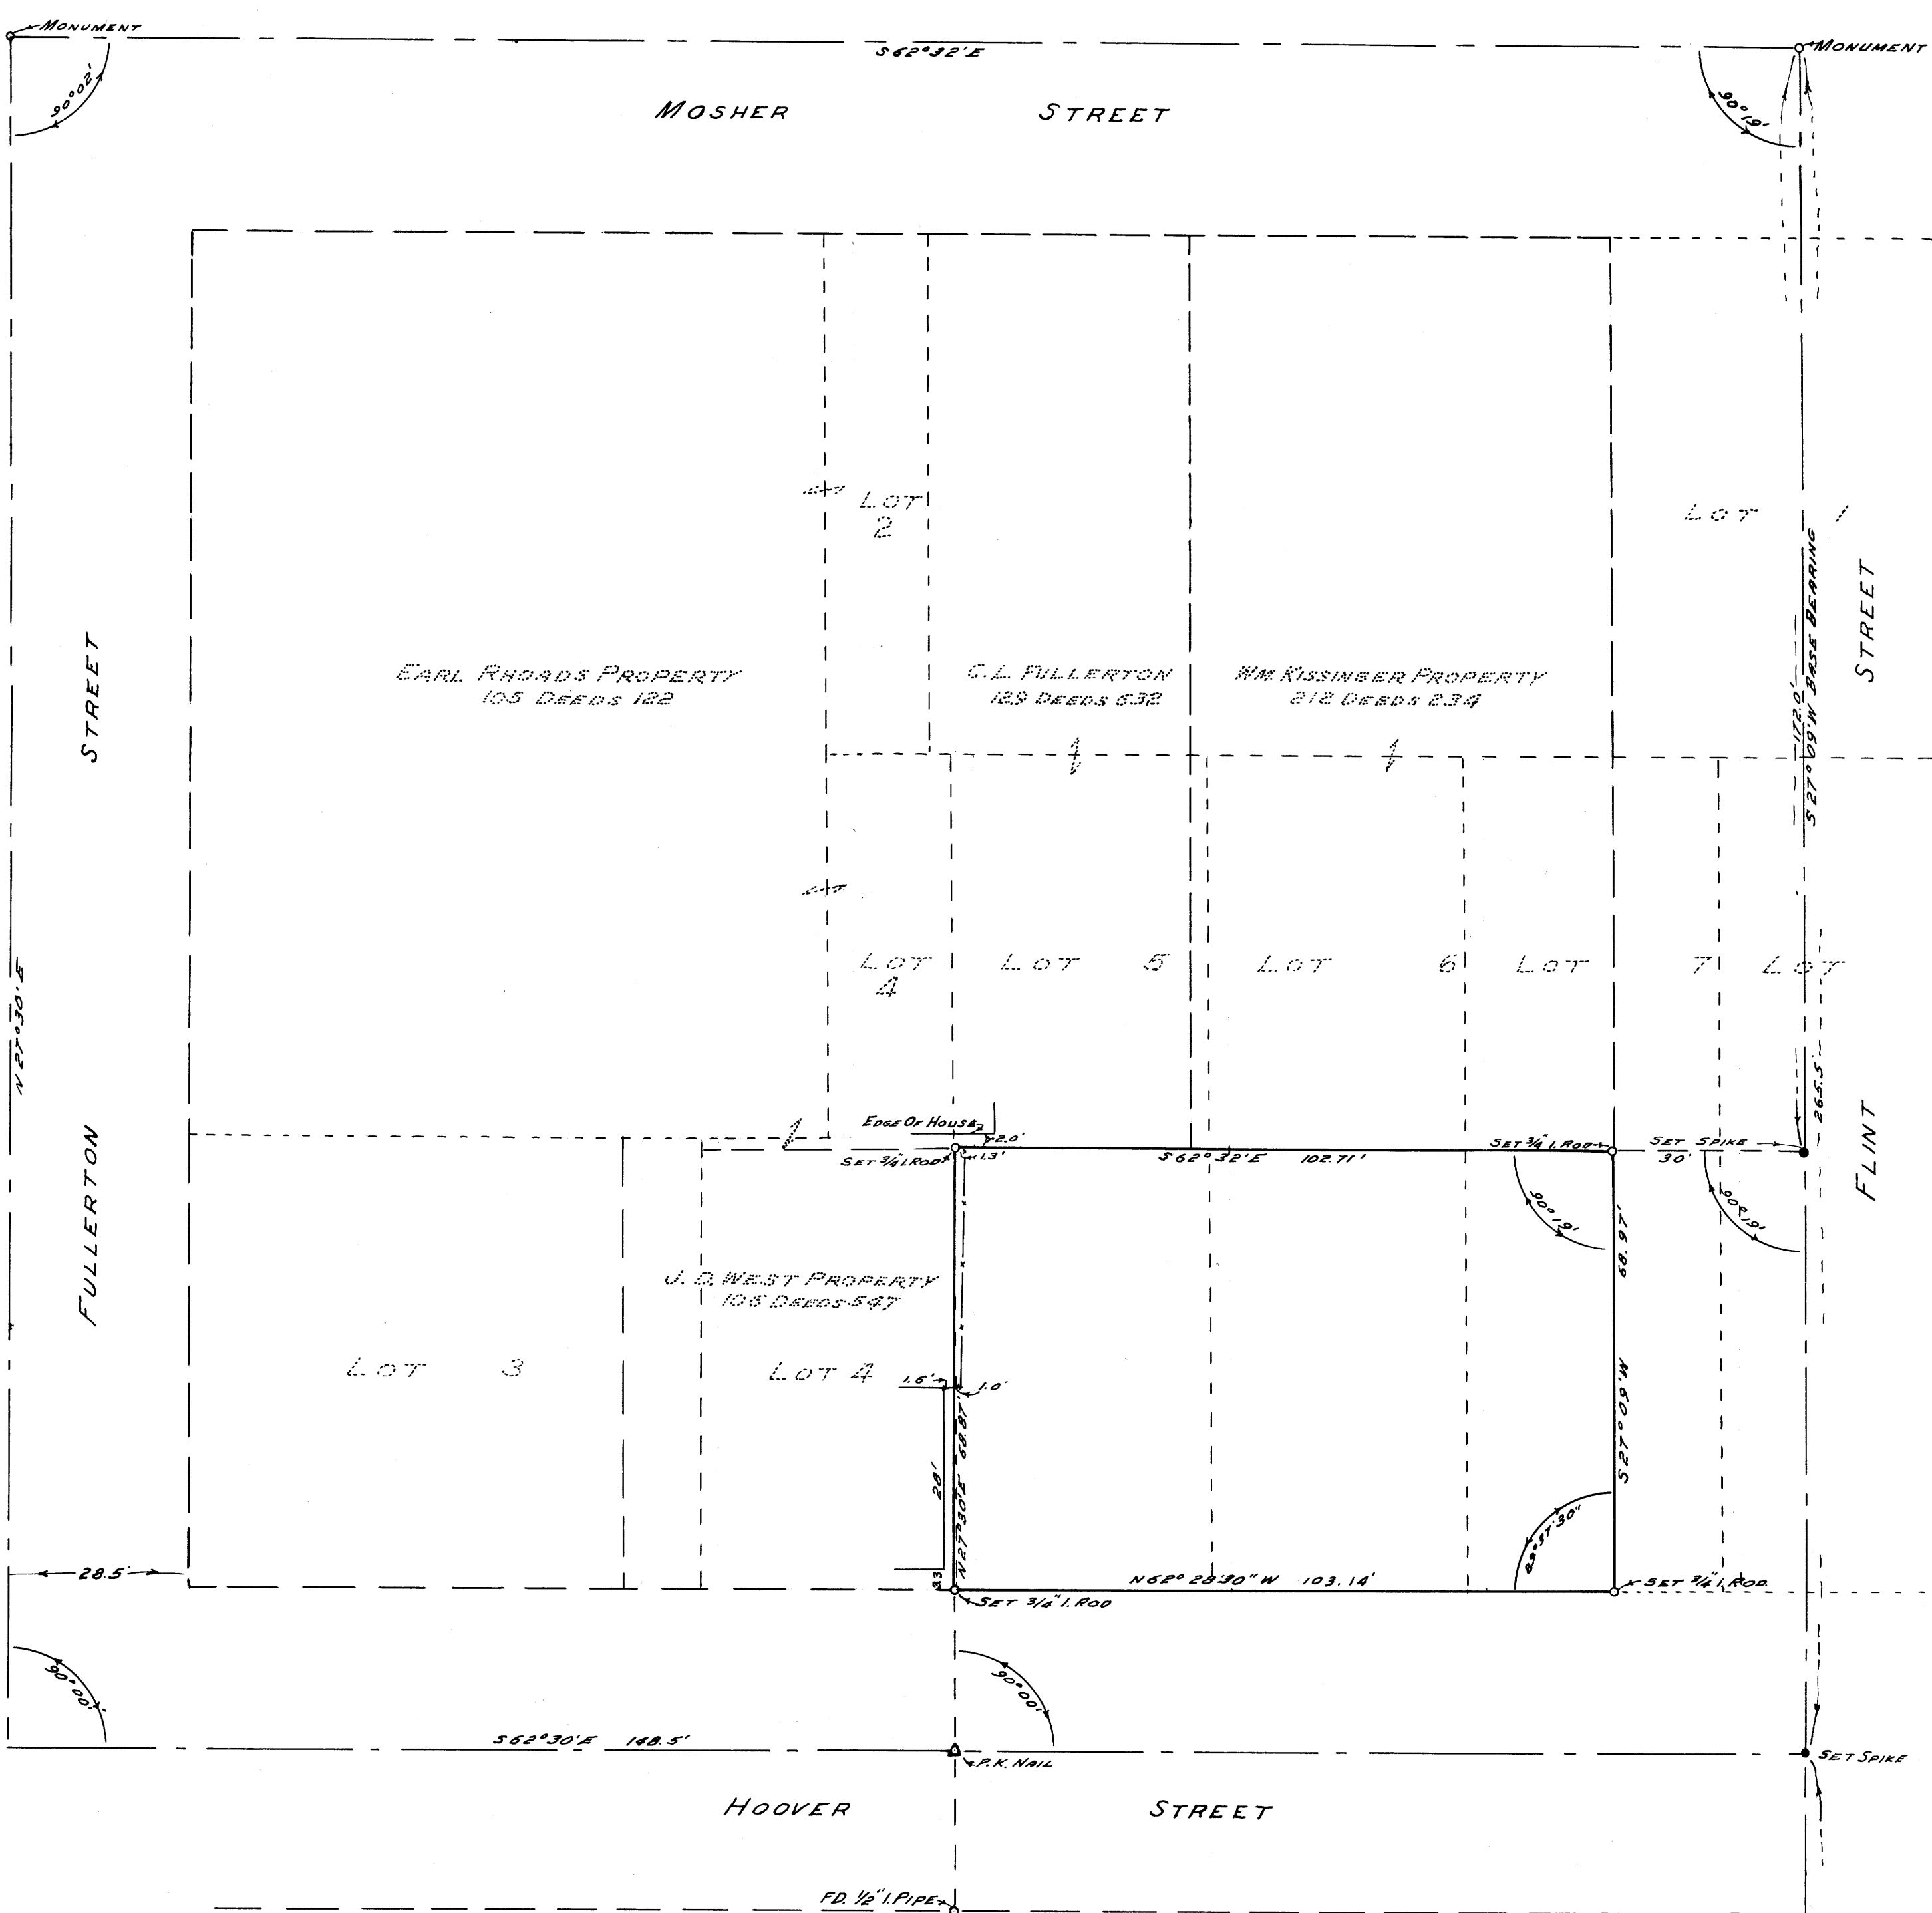 MONUMENT
MONUMENT
S 62° 32' E
90° 02'
90° 19'
MOSHER STREET
LOT 2
LOT 1
S 27° 09' W BASE BEARING
172.0'
STREET
STREET
EARL RHOADS PROPERTY
105 DEEDS 122
C.L. FULLERTON
129 DEEDS 632
WM. KISSINGER PROPERTY
212 DEEDS 234
LOT 4
LOT 5
LOT 6
LOT 7
LOT
N 27° 30' E
265.5'
FULLERTON
FLINT
EDGE OF HOUSE
2.0'
SET 3/4" I. ROD
1.3'
S 62° 32' E 102.71'
SET 3/4" I. ROD
SET SPIKE
30'
90° 19'
90° 19'
68.97'
J. D. WEST PROPERTY
106 DEEDS 547
LOT 3
LOT 4
1.6'
1.0'
28'
N 27° 30' E 68.87'
S 27° 09' W
89° 37' 30"
28.5'
3.3'
N 62° 28' 30" W 103.14'
SET 3/4" I. ROD
SET 3/4" I. ROD
90° 00'
90° 00'
S 62° 30' E 148.5'
P.K. NAIL
SET SPIKE
HOOVER STREET
FD. 1/2" I. PIPE